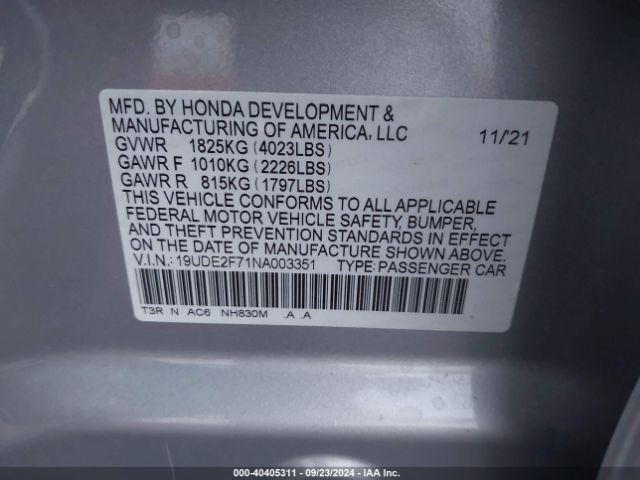 MFD. BY HONDA DEVELOPMENT &
MANUFACTURING OF AMERICA, LLC 11/'21
GVWR 1825KG (4023LBS)
GAWR F 1010KG (2226LBS)
GAWR R 815KG (1797LBS)
THIS VEHICLE CONFORMS TO ALL APPLICABLE
FEDERAL MOTOR VEHICLE SAFETY, BUMPER,
AND THEFT PREVENTION STANDARDS IN EFFECT
ON THE DATE OF MANUFACTURE SHOWN ABOVE.
V.I.N.:19UDE2F71NA003351 TYPE:PASSENGER CAR
T3R N AC6 NH830M .A .A
000-40405311 - 09/23/2024 - IAA Inc.